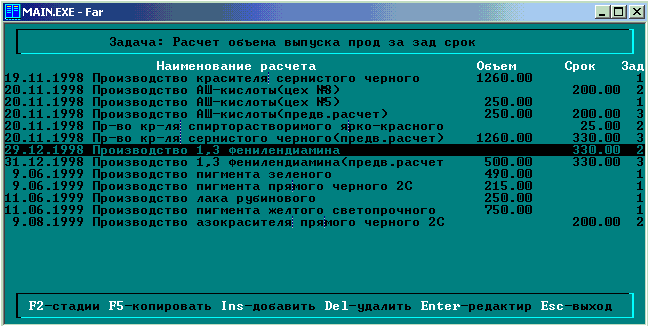 MAIN.EXE - Far
Задача: Расчет объема выпуска прод за зад срок
Наименование расчета Объем Срок Зад
19.11.1998 Производство красителя сернистого черного 1260.00 1
20.11.1998 Производство АШ-кислоты(цех №8) 200.00 2
20.11.1998 Производство АШ-кислоты(цех №5) 250.00 1
20.11.1998 Производство АШ-кислоты(предв.расчет) 250.00 200.00 3
20.11.1998 Пр-во кр-ля спирторастворимого ярко-красного 25.00 2
20.11.1998 Пр-во кр-ля сернистого черного(предв.расчет) 1260.00 330.00 3
29.12.1998 Производство 1,3 фенилендиамина 330.00 2
31.12.1998 Производство 1,3 фенилендиамина(предв.расчет 500.00 330.00 3
9.06.1999 Производство пигмента зеленого 490.00 1
9.06.1999 Производство пигмента прямого черного 2С 215.00 1
11.06.1999 Производство лака рубинового 250.00 1
11.06.1999 Производство пигмента желтого светопрочного 750.00 1
9.08.1999 Производство азокрасителя прямого черного 2С 200.00 2
F2-стадии F5-копировать Ins-добавить Del-удалить Enter-редактир Esc-выход